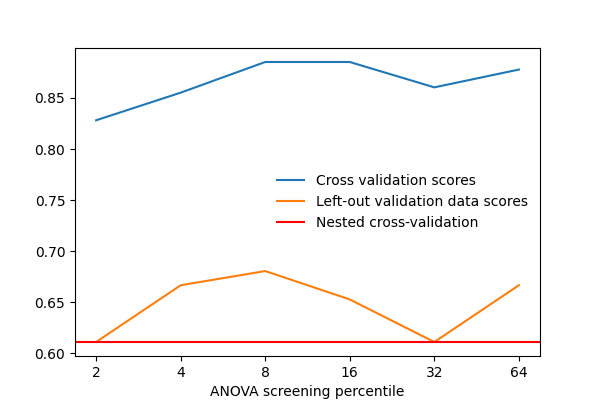 0.85
0.80
0.75
0.70
0.65
0.60
Cross validation scores
Left-out validation data scores
Nested cross-validation
2 4 8 16 32 64
ANOVA screening percentile